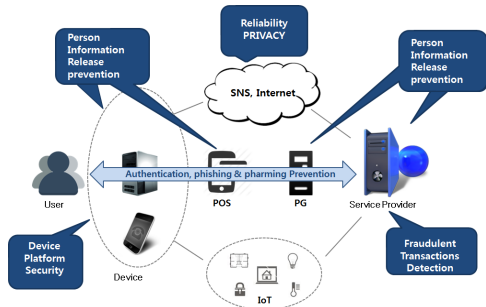 Reliability
PRIVACY
Person
Information
Release
prevention
Person
Information
Release
prevention
SNS, Internet
Authentication, phishing & pharming Prevention
User
POS
PG
Service Provider
Device
Platform
Security
Device
IoT
Fraudulent
Transactions
Detection